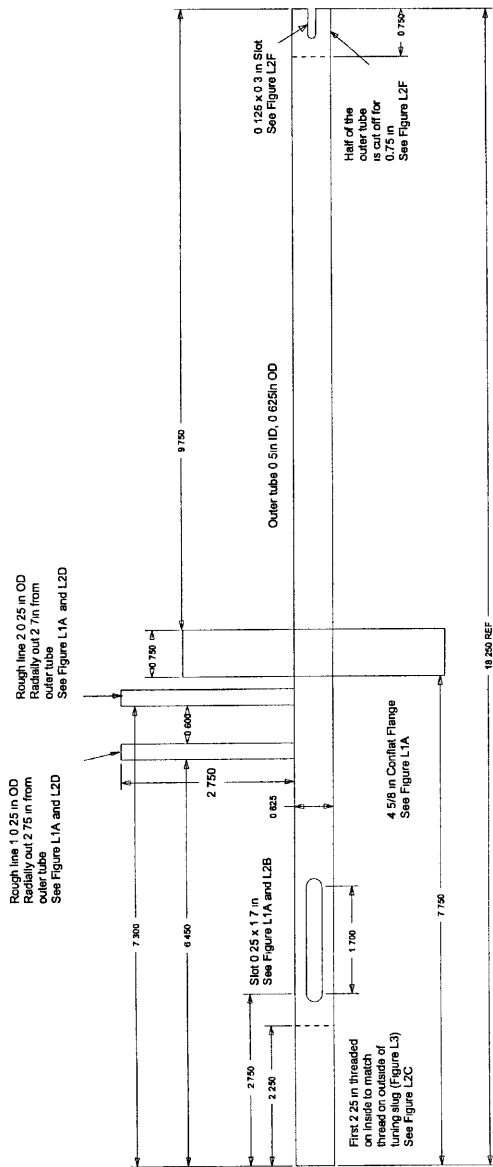 Rough line 1 0 25 in OD
Radially out 2 75 in from
outer tube
See Figure L1A and L2D
Rough line 2 0 25 in OD
Radially out 2 7in from
outer tube
See Figure L1A and L2D
7 300
6 450
0 600
2 750
0 750
9 750
0 125 x 0 3 in Slot
See Figure L2F
0 750
Half of the
outer tube
is cut off for
0.75 in
See Figure L2F
Outer tube 0 5in ID, 0 625in OD
0 625
2 750
2 250
Slot 0 25 x 1 7 in
See Figure L1A and L2B
1 700
4 5/8 in Conflat Flange
See Figure L1A
First 2 25 in threaded
on inside to match
thread on outside of
tuning slug (Figure L3)
See Figure L2C
7 750
18 250 REF